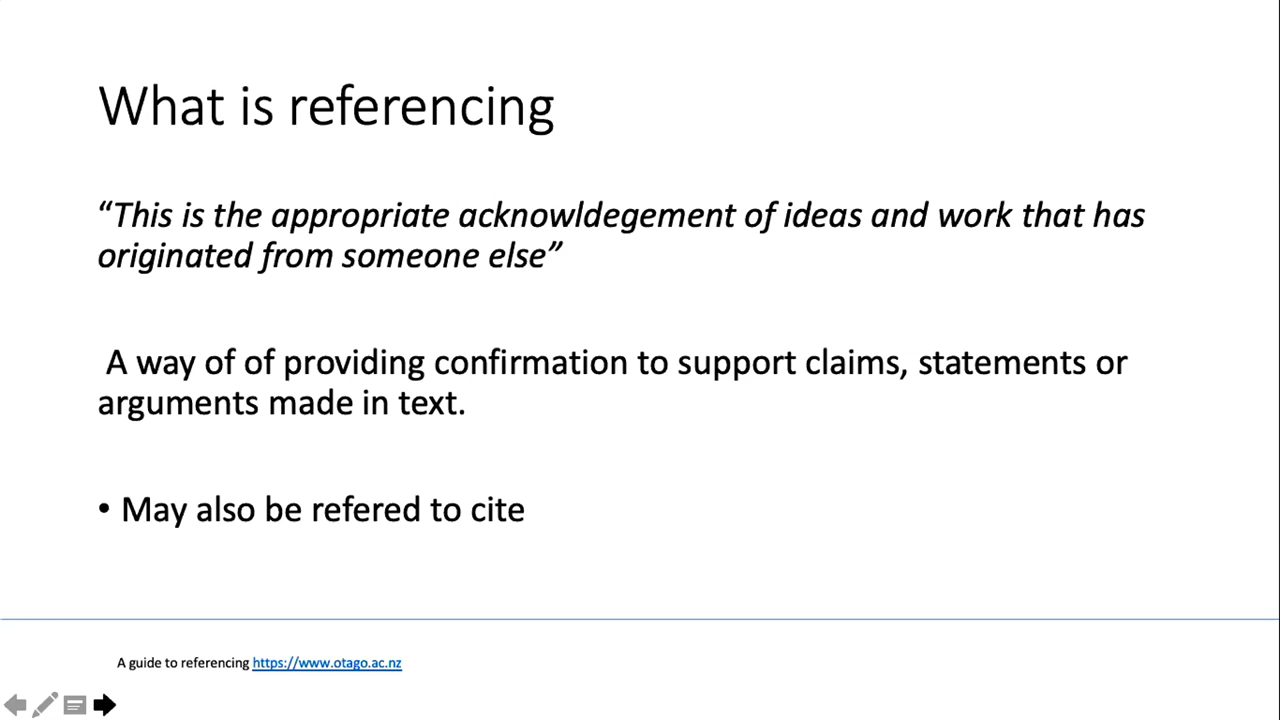 What is referencing
“This is the appropriate acknowldegement of ideas and work that has
originated from someone else”
A way of of providing confirmation to support claims, statements or
arguments made in text.
• May also be refered to cite
A guide to referencing https://www.otago.ac.nz